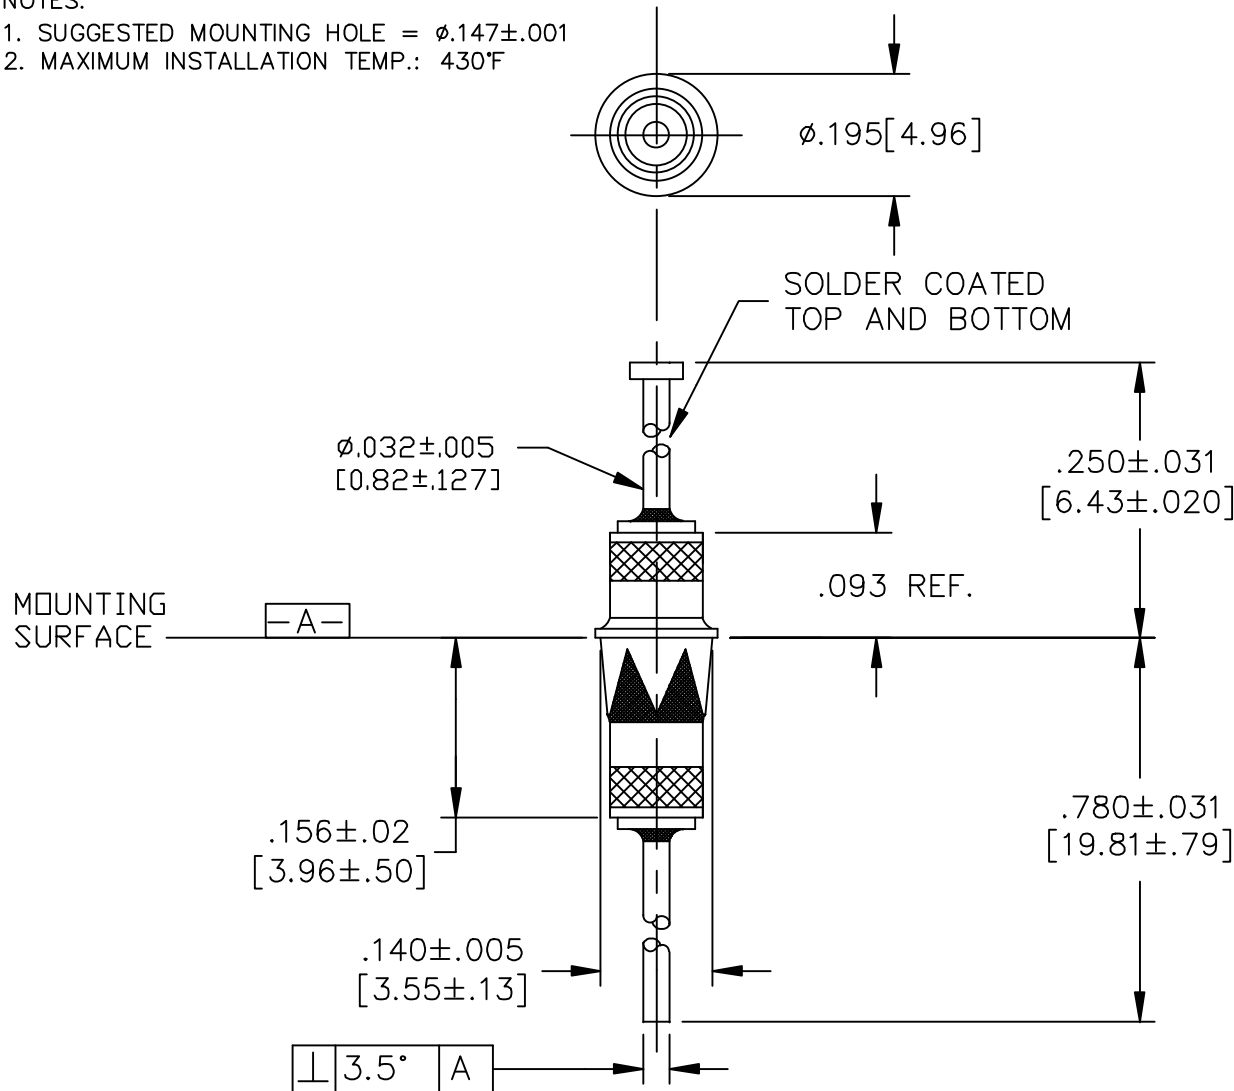 NOTES:
1. SUGGESTED MOUNTING HOLE = ø.147±.001
2. MAXIMUM INSTALLATION TEMP.: 430°F
ø.195[4.96]
SOLDER COATED
TOP AND BOTTOM
ø.032±.005
[0.82±.127]
.250±.031
[6.43±.020]
.093 REF.
MOUNTING
SURFACE
-A-
.156±.02
[3.96±.50]
.780±.031
[19.81±.79]
.140±.005
[3.55±.13]
⊥ 3.5° A